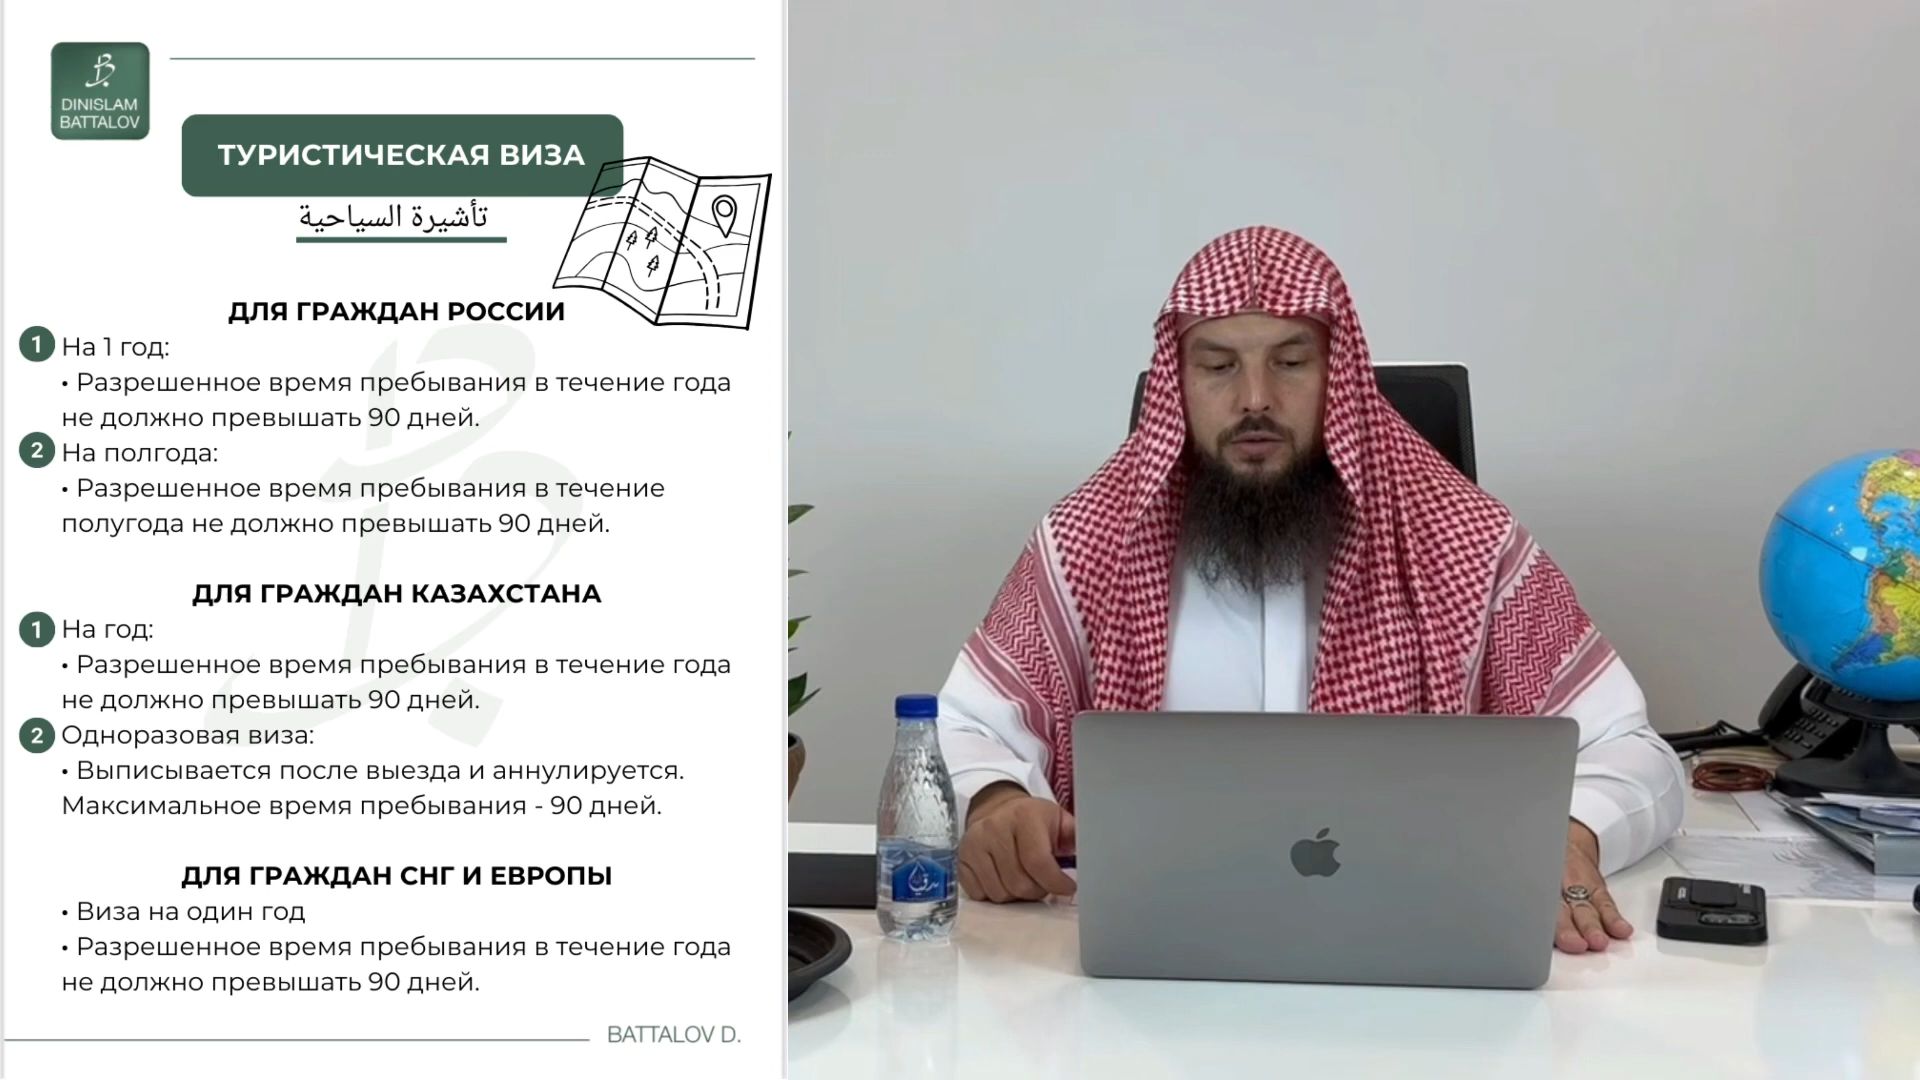 DINISLAM
BATTALOV
ТУРИСТИЧЕСКАЯ ВИЗА
تأشيرة السياحية
ДЛЯ ГРАЖДАН РОССИИ
1 На 1 год:
• Разрешенное время пребывания в течение года
не должно превышать 90 дней.
2 На полгода:
• Разрешенное время пребывания в течение
полугода не должно превышать 90 дней.
ДЛЯ ГРАЖДАН КАЗАХСТАНА
1 На год:
• Разрешенное время пребывания в течение года
не должно превышать 90 дней.
2 Одноразовая виза:
• Выписывается после выезда и аннулируется.
Максимальное время пребывания - 90 дней.
ДЛЯ ГРАЖДАН СНГ И ЕВРОПЫ
• Виза на один год
• Разрешенное время пребывания в течение года
не должно превышать 90 дней.
BATTALOV D.